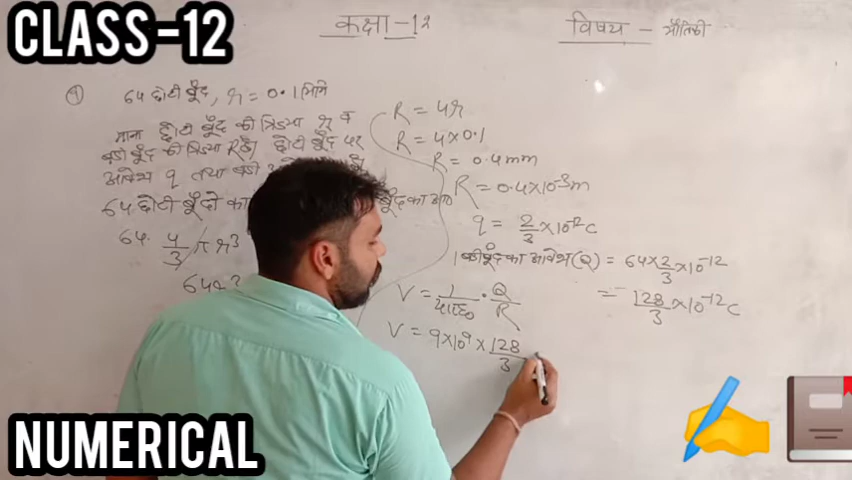 CLASS=12
कक्षा-12
विषय - भौतिकी
64 छोटी बूँद, r = 0.1 मिमी
माना छोटी बूँद की त्रिज्या r व
बड़ी बूँद की त्रिज्या R है। छोटी बूँद पर
आवेश q तथा बड़ी
64 छोटी बूँदो का
बूँद का आ
64. 4/3 π r³
R = 4r
R = 4×0.1
R = 0.4mm
R = 0.4×10⁻³m
q = 2/3 ×10⁻¹²C
बूँद का आवेश (Q) = 64×2/3×10⁻¹²
= 128/3 ×10⁻¹²C
V = 1/4πε₀ · Q/R
V = 9×10⁹ × 128/3
NUMERICAL